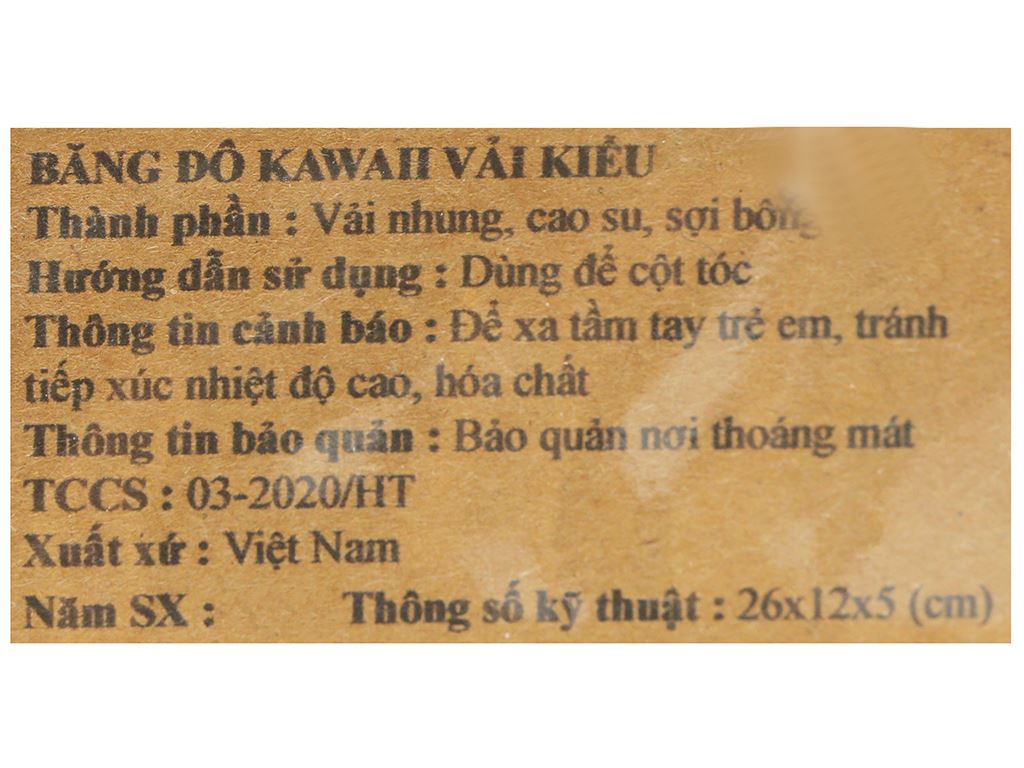 BĂNG ĐÔ KAWAII VẢI KIỂU
Thành phần : Vải nhung, cao su, sợi bông
Hướng dẫn sử dụng : Dùng để cột tóc
Thông tin cảnh báo : Để xa tầm tay trẻ em, tránh
tiếp xúc nhiệt độ cao, hóa chất
Thông tin bảo quản : Bảo quản nơi thoáng mát
TCCS : 03-2020/HT
Xuất xứ : Việt Nam
Năm SX : Thông số kỹ thuật : 26x12x5 (cm)